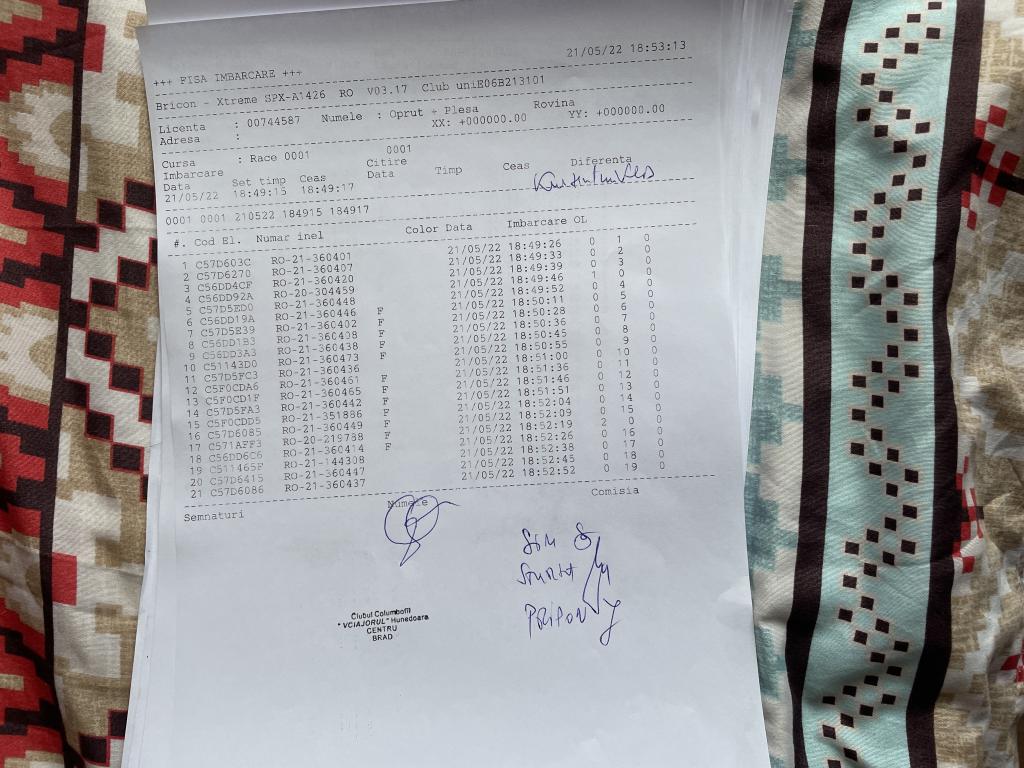 +++ FISA IMBARCARE +++ 21/05/22 18:53:13
Bricon - Xtreme SPX-A1426 RO V03.17 Club uniE06B213101
Licenta : 00744587 Numele : Oprut + Plesa Rovina
Adresa : XX: +000000.00 YY: +000000.00
Cursa : Race 0001 0001
Imbarcare Citire
Data Set timp Ceas Data Timp Ceas Diferenta
21/05/22 18:49:15 18:49:17
0001 0001 210522 184915 184917
#. Cod El. Numar inel Color Data Imbarcare OL
1 C57D603C RO-21-360401 21/05/22 18:49:26 0 1 0
2 C57D6270 RO-21-360407 21/05/22 18:49:33 0 2 0
3 C56DD4CF RO-21-360420 21/05/22 18:49:39 0 3 0
4 C56DD92A RO-20-304459 21/05/22 18:49:46 1 0 0
5 C57D5ED0 RO-21-360448 21/05/22 18:49:52 0 4 0
6 C56DD19A RO-21-360446 F 21/05/22 18:50:11 0 5 0
7 C57D5E39 RO-21-360402 F 21/05/22 18:50:28 0 6 0
8 C56DD1B3 RO-21-360408 F 21/05/22 18:50:36 0 7 0
9 C56DD3A3 RO-21-360438 F 21/05/22 18:50:45 0 8 0
10 C51143D0 RO-21-360473 F 21/05/22 18:50:55 0 9 0
11 C57D5FC3 RO-21-360436 21/05/22 18:51:00 0 10 0
12 C5F0CDA6 RO-21-360461 F 21/05/22 18:51:36 0 11 0
13 C5F0CD1F RO-21-360465 F 21/05/22 18:51:46 0 12 0
14 C57D5FA3 RO-21-360442 F 21/05/22 18:51:51 0 13 0
15 C5F0CDD5 RO-21-351886 F 21/05/22 18:52:04 0 14 0
16 C57D6085 RO-21-360449 F 21/05/22 18:52:09 0 15 0
17 C571AFF3 RO-20-219788 F 21/05/22 18:52:19 2 0 0
18 C56DD6C6 RO-21-360414 F 21/05/22 18:52:26 0 16 0
19 C511465F RO-21-144308 21/05/22 18:52:38 0 17 0
20 C57D6415 RO-21-360447 21/05/22 18:52:45 0 18 0
21 C57D6086 RO-21-360437 21/05/22 18:52:52 0 19 0
Semnaturi Numele Comisia
Clubul Columbofil
"VCIAJORUL" Hunedoara
CENTRU
BRAD